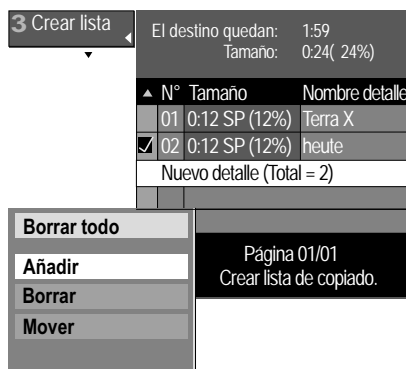 3 Crear lista
El destino quedan: 1:59
Tamaño: 0:24( 24%)
N° Tamaño Nombre detalle
01 0:12 SP (12%) Terra X
02 0:12 SP (12%) heute
Nuevo detalle (Total = 2)
Página 01/01
Crear lista de copiado.
Borrar todo
Añadir
Borrar
Mover